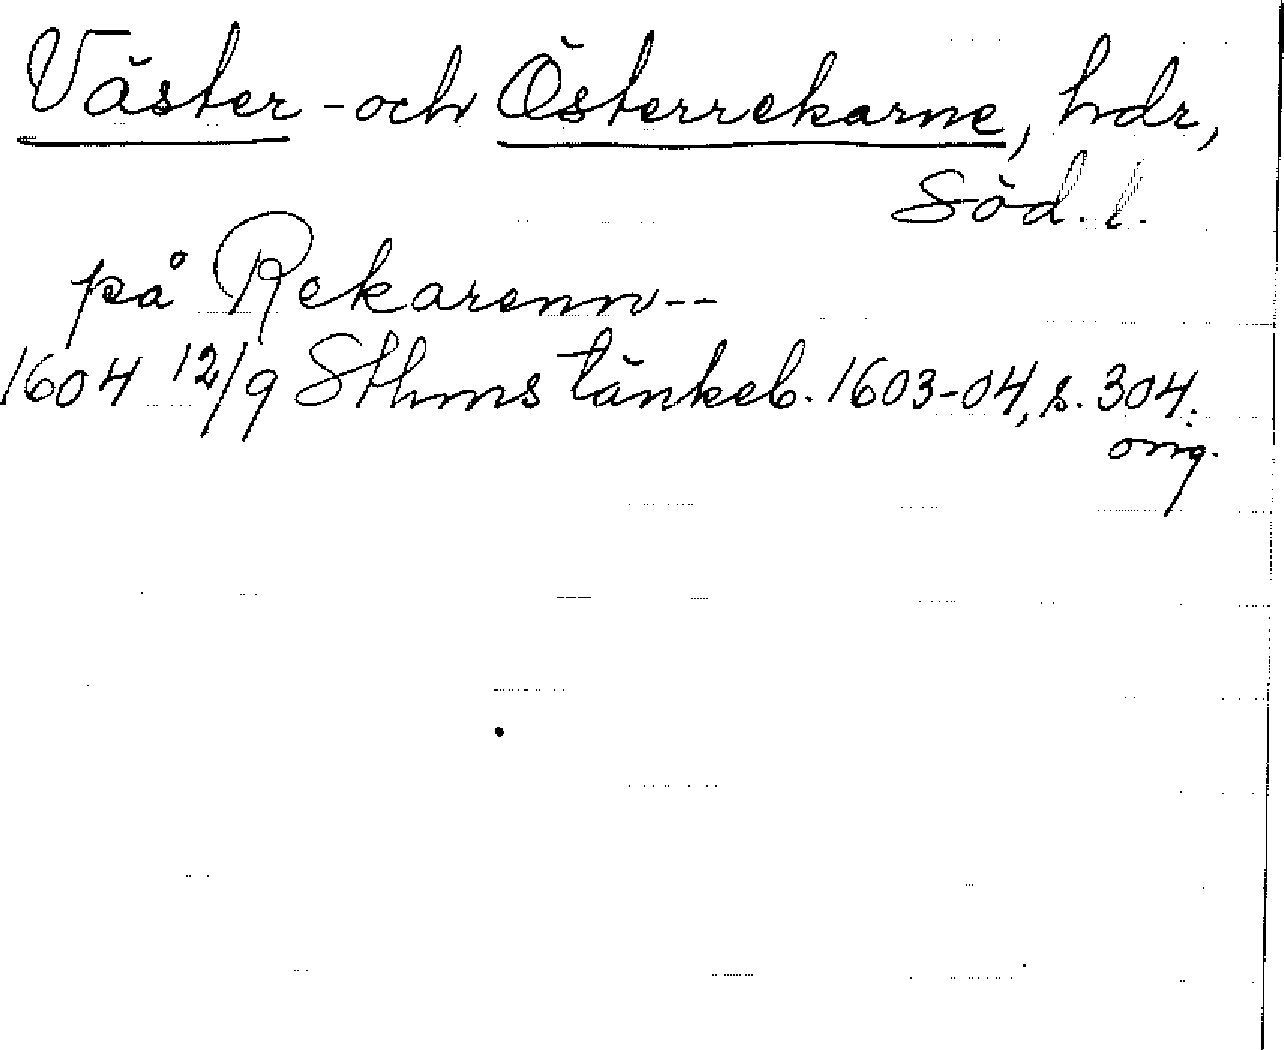 Väster - och Österrekarne, hdr,
Söd. l.
på Rekarenn--
1604 12/9 Sthms tänkeb. 1603-04, s. 304.
orig.